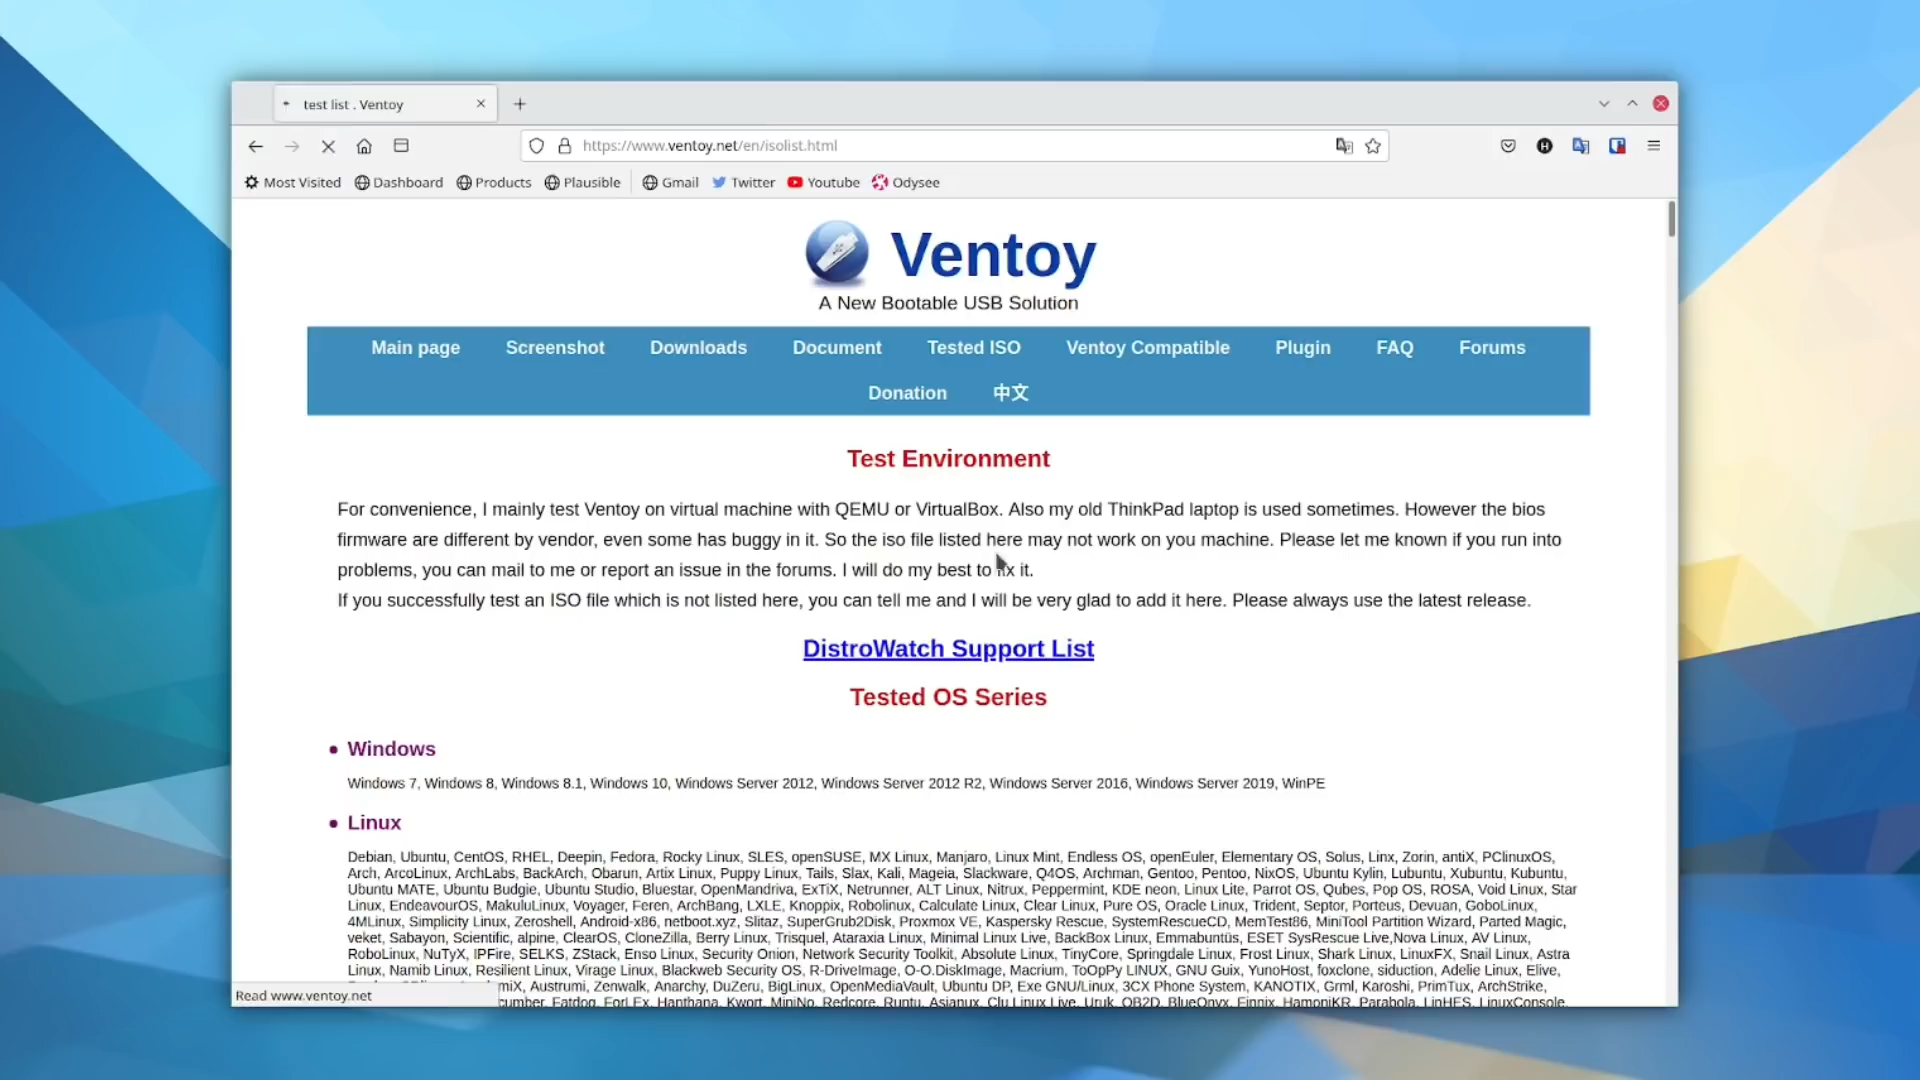 test list . Ventoy
https://www.ventoy.net/en/isolist.html
Most Visited Dashboard Products Plausible Gmail Twitter Youtube Odysee
Ventoy
A New Bootable USB Solution
Main page Screenshot Downloads Document Tested ISO Ventoy Compatible Plugin FAQ Forums
Donation 中文
Test Environment
For convenience, I mainly test Ventoy on virtual machine with QEMU or VirtualBox. Also my old ThinkPad laptop is used sometimes. However the bios
firmware are different by vendor, even some has buggy in it. So the iso file listed here may not work on you machine. Please let me known if you run into
problems, you can mail to me or report an issue in the forums. I will do my best to fix it.
If you successfully test an ISO file which is not listed here, you can tell me and I will be very glad to add it here. Please always use the latest release.
DistroWatch Support List
Tested OS Series
Windows
Windows 7, Windows 8, Windows 8.1, Windows 10, Windows Server 2012, Windows Server 2012 R2, Windows Server 2016, Windows Server 2019, WinPE
Linux
Debian, Ubuntu, CentOS, RHEL, Deepin, Fedora, Rocky Linux, SLES, openSUSE, MX Linux, Manjaro, Linux Mint, Endless OS, openEuler, Elementary OS, Solus, Linx, Zorin, antiX, PClinuxOS,
Arch, ArcoLinux, ArchLabs, BackArch, Obarun, Artix Linux, Puppy Linux, Tails, Slax, Kali, Mageia, Slackware, Q4OS, Archman, Gentoo, Pentoo, NixOS, Ubuntu Kylin, Lubuntu, Xubuntu, Kubuntu,
Ubuntu MATE, Ubuntu Budgie, Ubuntu Studio, Bluestar, OpenMandriva, ExTiX, Netrunner, ALT Linux, Nitrux, Peppermint, KDE neon, Linux Lite, Parrot OS, Qubes, Pop OS, ROSA, Void Linux, Star
Linux, EndeavourOS, MakuluLinux, Voyager, Feren, ArchBang, LXLE, Knoppix, Robolinux, Calculate Linux, Clear Linux, Pure OS, Oracle Linux, Trident, Septor, Porteus, Devuan, GoboLinux,
4MLinux, Simplicity Linux, Zeroshell, Android-x86, netboot.xyz, Slitaz, SuperGrub2Disk, Proxmox VE, Kaspersky Rescue, SystemRescueCD, MemTest86, MiniTool Partition Wizard, Parted Magic,
veket, Sabayon, Scientific, alpine, ClearOS, CloneZilla, Berry Linux, Trisquel, Ataraxia Linux, Minimal Linux Live, BackBox Linux, Emmabuntüs, ESET SysRescue Live,Nova Linux, AV Linux,
RoboLinux, NuTyX, IPFire, SELKS, ZStack, Enso Linux, Security Onion, Network Security Toolkit, Absolute Linux, TinyCore, Springdale Linux, Frost Linux, Shark Linux, LinuxFX, Snail Linux, Astra
Linux, Namib Linux, Resilient Linux, Virage Linux, Blackweb Security OS, R-DriveImage, O-O.DiskImage, Macrium, ToOpPy LINUX, GNU Guix, YunoHost, foxclone, siduction, Adelie Linux, Elive,
Austrumi, Zenwalk, Anarchy, DuZeru, BigLinux, OpenMediaVault, Ubuntu DP, Exe GNU/Linux, 3CX Phone System, KANOTIX, Grml, Karoshi, PrimTux, ArchStrike,
Fatdog, ForLEx, Hanthana, Kwort, MiniNo, Redcore, Runtu, Asianux, Clu Linux Live, Uruk, OB2D, BlueOnyx, Finnix, HamoniKR, Parabola, LinHES, LinuxConsole,
Read www.ventoy.net